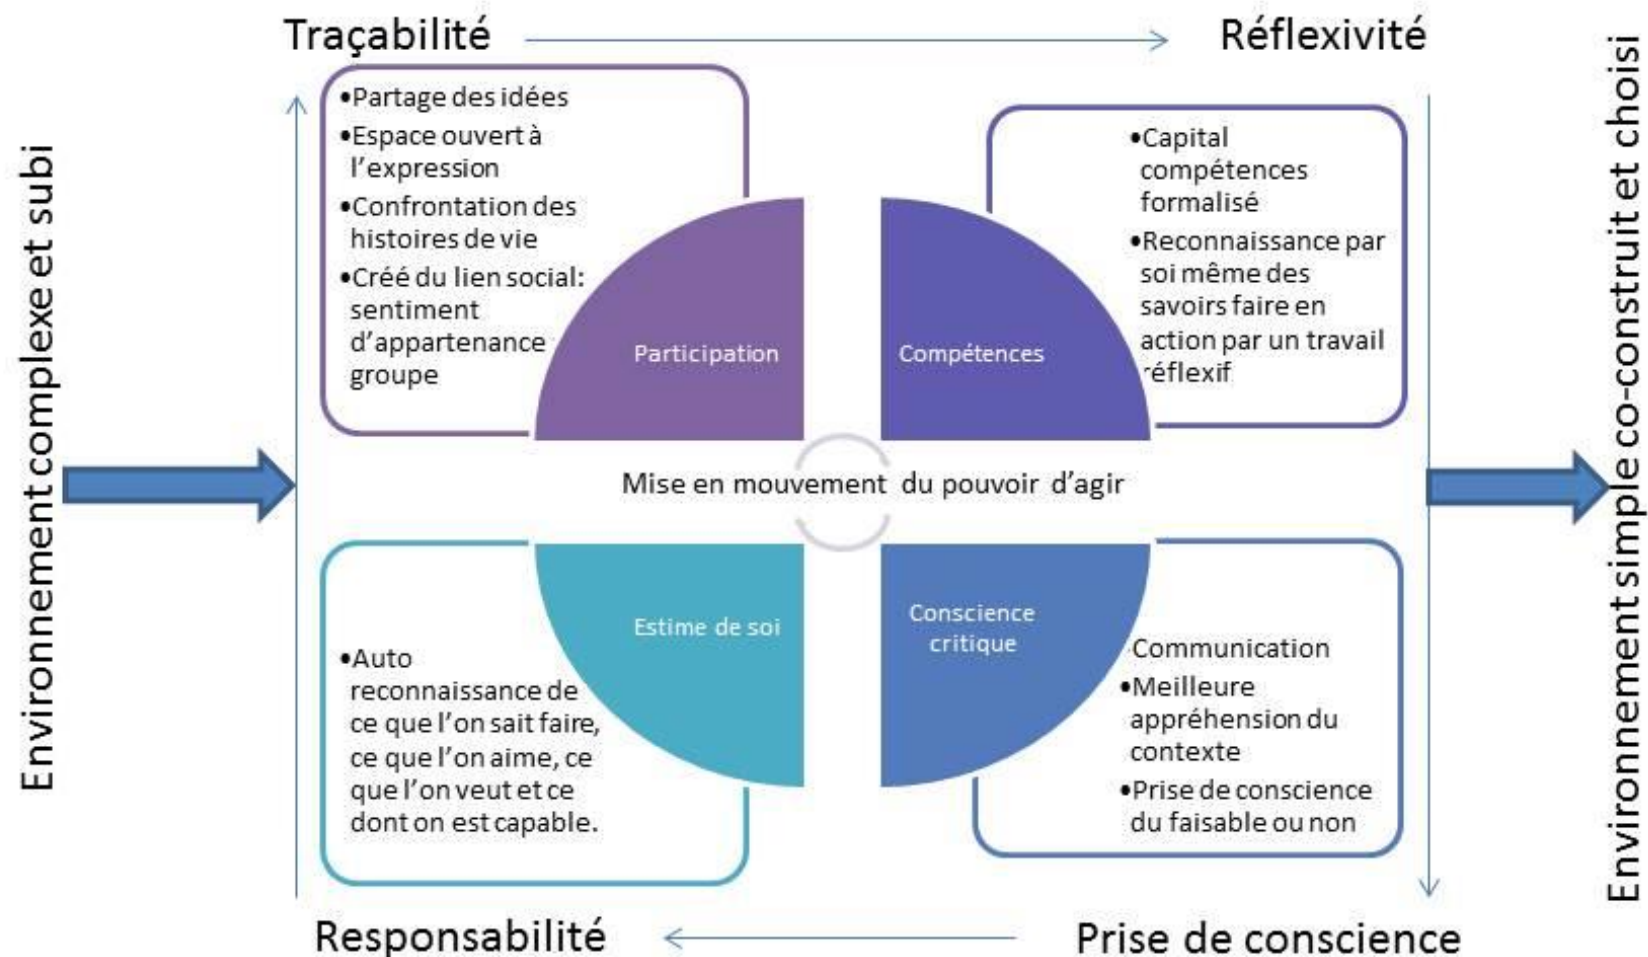 Traçabilité
Réflexivité
Environnement complexe et subi
•Partage des idées
•Espace ouvert à
l'expression
•Confrontation des
histoires de vie
•Créé du lien social:
sentiment
d'appartenance
groupe
Participation
•Capital
compétences
formalisé
•Reconnaissance par
soi même des
savoirs faire en
action par un travail
réflexif
Compétences
Mise en mouvement du pouvoir d'agir
•Auto
reconnaissance de
ce que l'on sait faire,
ce que l'on aime, ce
que l'on veut et ce
dont on est capable.
Estime de soi
Conscience
critique
Communication
•Meilleure
appréhension du
contexte
•Prise de conscience
du faisable ou non
Environnement simple co-construit et choisi
Responsabilité
Prise de conscience